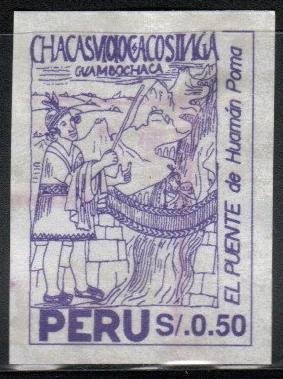 GUAMBOCHACA
EL PUENTE de Huamán Poma
PERU S/.0.50